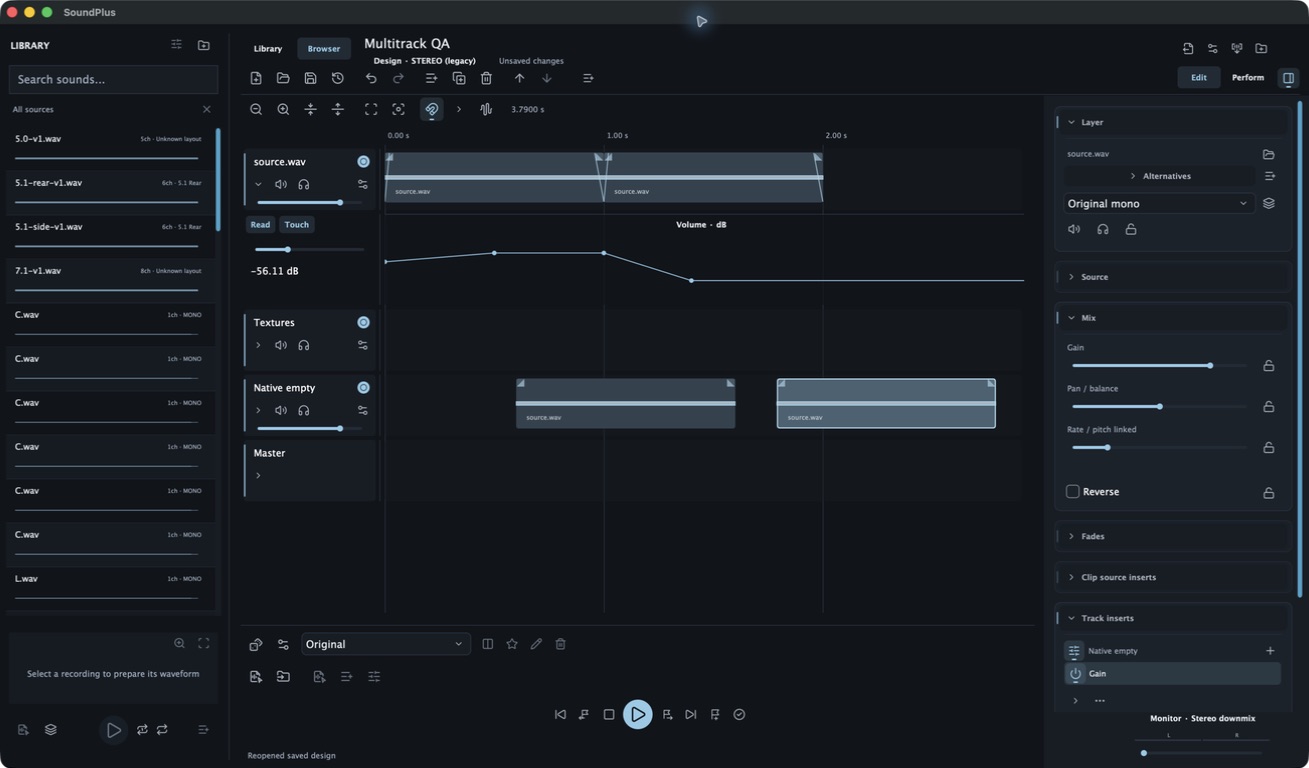 SoundPlus
LIBRARY
Search sounds...
All sources
5.0-v1.wav 5ch · Unknown layout
5.1-rear-v1.wav 6ch · 5.1 Rear
5.1-side-v1.wav 6ch · 5.1 Rear
7.1-v1.wav 8ch · Unknown layout
C.wav 1ch · MONO
C.wav 1ch · MONO
C.wav 1ch · MONO
C.wav 1ch · MONO
C.wav 1ch · MONO
C.wav 1ch · MONO
L.wav 1ch · MONO
Select a recording to prepare its waveform
Library Browser Multitrack QA
Design · STEREO (legacy) Unsaved changes
Edit Perform
3.7900 s
0.00 s 1.00 s 2.00 s
source.wav
source.wav source.wav
Read Touch Volume · dB
-56.11 dB
Textures
Native empty
source.wav source.wav
Master
Original
Reopened saved design
Layer
source.wav
Alternatives
Original mono
Source
Mix
Gain
Pan / balance
Rate / pitch linked
Reverse
Fades
Clip source inserts
Track inserts
Native empty
Gain
...
Monitor · Stereo downmix
L R